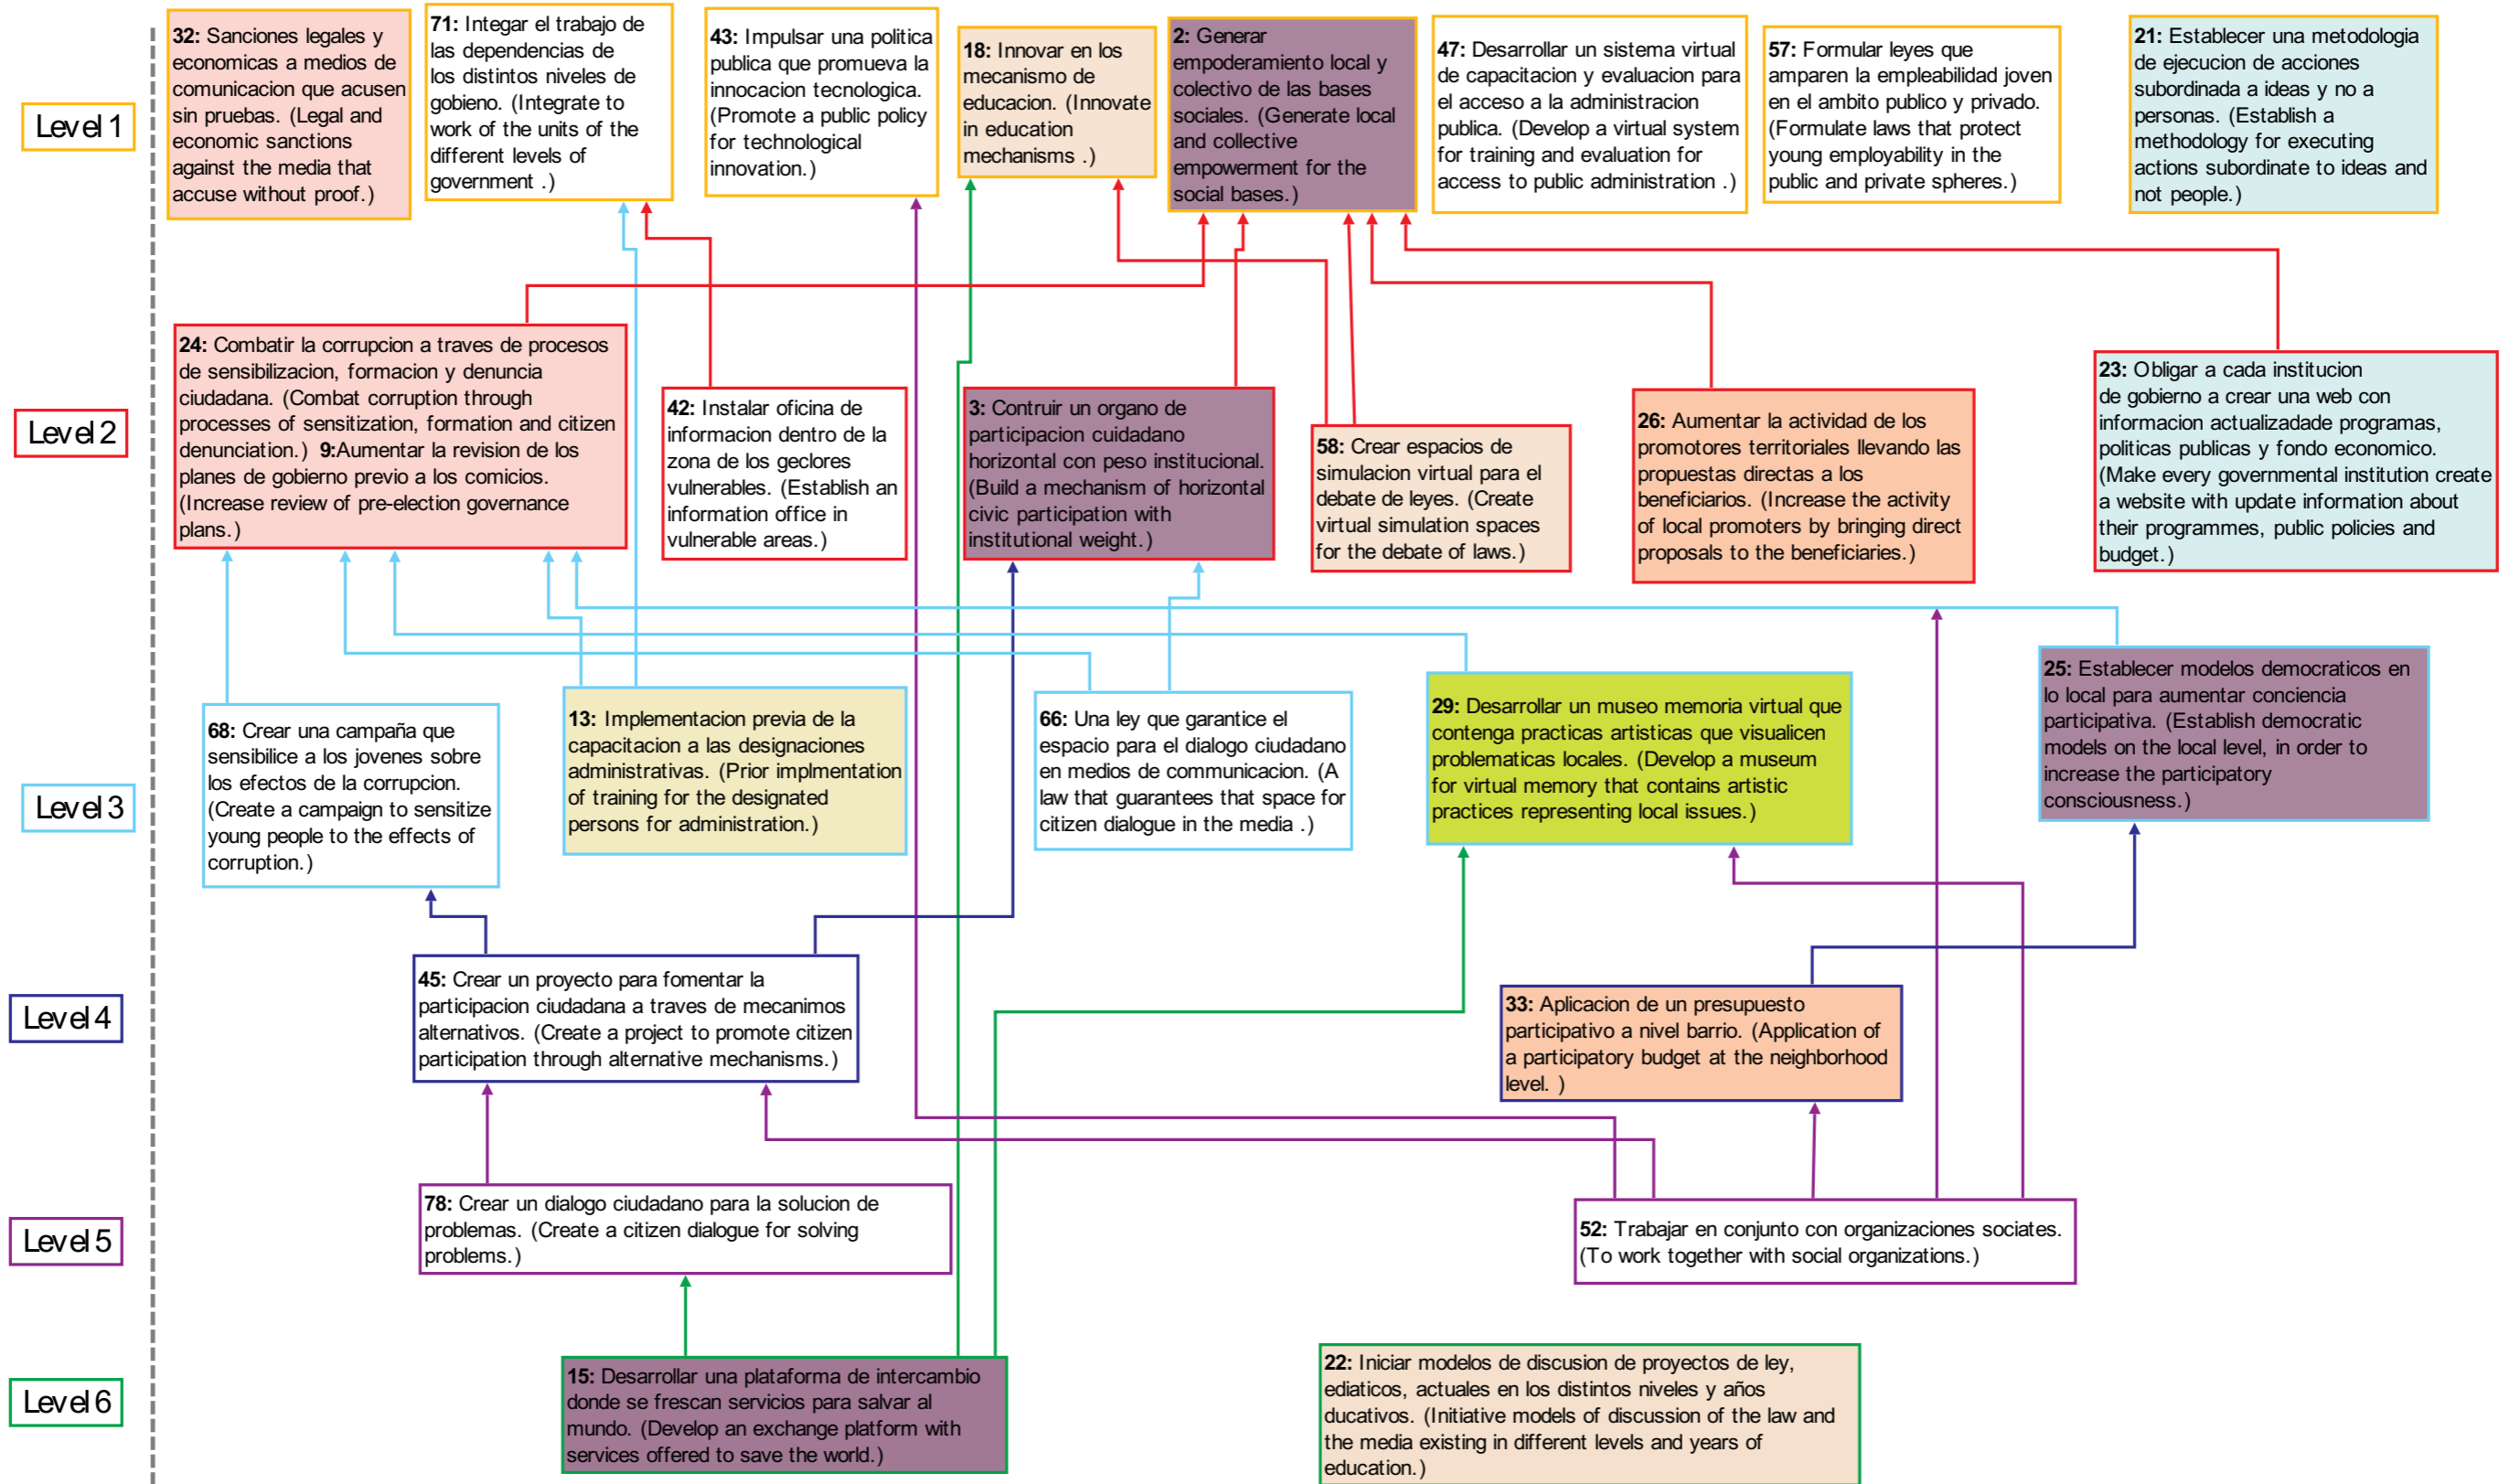 Level 1
32: Sanciones legales y
economicas a medios de
comunicacion que acusen
sin pruebas. (Legal and
economic sanctions
against the media that
accuse without proof.)
71: Integar el trabajo de
las dependencias de
los distintos niveles de
gobieno. (Integrate to
work of the units of the
different levels of
government .)
43: Impulsar una politica
publica que promueva la
innocacion tecnologica.
(Promote a public policy
for technological
innovation.)
18: Innovar en los
mecanismo de
educacion. (Innovate
in education
mechanisms .)
2: Generar
empoderamiento local y
colectivo de las bases
sociales. (Generate local
and collective
empowerment for the
social bases.)
47: Desarrollar un sistema virtual
de capacitacion y evaluacion para
el acceso a la administracion
publica. (Develop a virtual system
for training and evaluation for
access to public administration .)
57: Formular leyes que
amparen la empleabilidad joven
en el ambito publico y privado.
(Formulate laws that protect
young employability in the
public and private spheres.)
21: Establecer una metodologia
de ejecucion de acciones
subordinada a ideas y no a
personas. (Establish a
methodology for executing
actions subordinate to ideas and
not people.)
Level 2
24: Combatir la corrupcion a traves de procesos
de sensibilizacion, formacion y denuncia
ciudadana. (Combat corruption through
processes of sensitization, formation and citizen
denunciation.) 9:Aumentar la revision de los
planes de gobierno previo a los comicios.
(Increase review of pre-election governance
plans.)
42: Instalar oficina de
informacion dentro de la
zona de los geclores
vulnerables. (Establish an
information office in
vulnerable areas.)
3: Contruir un organo de
participacion cuidadano
horizontal con peso institucional.
(Build a mechanism of horizontal
civic participation with
institutional weight.)
58: Crear espacios de
simulacion virtual para el
debate de leyes. (Create
virtual simulation spaces
for the debate of laws.)
26: Aumentar la actividad de los
promotores territoriales llevando las
propuestas directas a los
beneficiarios. (Increase the activity
of local promoters by bringing direct
proposals to the beneficiaries.)
23: Obligar a cada institucion
de gobierno a crear una web con
informacion actualizadade programas,
politicas publicas y fondo economico.
(Make every governmental institution create
a website with update information about
their programmes, public policies and
budget.)
Level 3
68: Crear una campaña que
sensibilice a los jovenes sobre
los efectos de la corrupcion.
(Create a campaign to sensitize
young people to the effects of
corruption.)
13: Implementacion previa de la
capacitacion a las designaciones
administrativas. (Prior implmentation
of training for the designated
persons for administration.)
66: Una ley que garantice el
espacio para el dialogo ciudadano
en medios de communicacion. (A
law that guarantees that space for
citizen dialogue in the media .)
29: Desarrollar un museo memoria virtual que
contenga practicas artisticas que visualicen
problematicas locales. (Develop a museum
for virtual memory that contains artistic
practices representing local issues.)
25: Establecer modelos democraticos en
lo local para aumentar conciencia
participativa. (Establish democratic
models on the local level, in order to
increase the participatory
consciousness.)
Level 4
45: Crear un proyecto para fomentar la
participacion ciudadana a traves de mecanimos
alternativos. (Create a project to promote citizen
participation through alternative mechanisms.)
33: Aplicacion de un presupuesto
participativo a nivel barrio. (Application of
a participatory budget at the neighborhood
level. )
Level 5
78: Crear un dialogo ciudadano para la solucion de
problemas. (Create a citizen dialogue for solving
problems.)
52: Trabajar en conjunto con organizaciones sociates.
(To work together with social organizations.)
Level 6
15: Desarrollar una plataforma de intercambio
donde se frescan servicios para salvar al
mundo. (Develop an exchange platform with
services offered to save the world.)
22: Iniciar modelos de discusion de proyectos de ley,
ediaticos, actuales en los distintos niveles y años
ducativos. (Initiative models of discussion of the law and
the media existing in different levels and years of
education.)